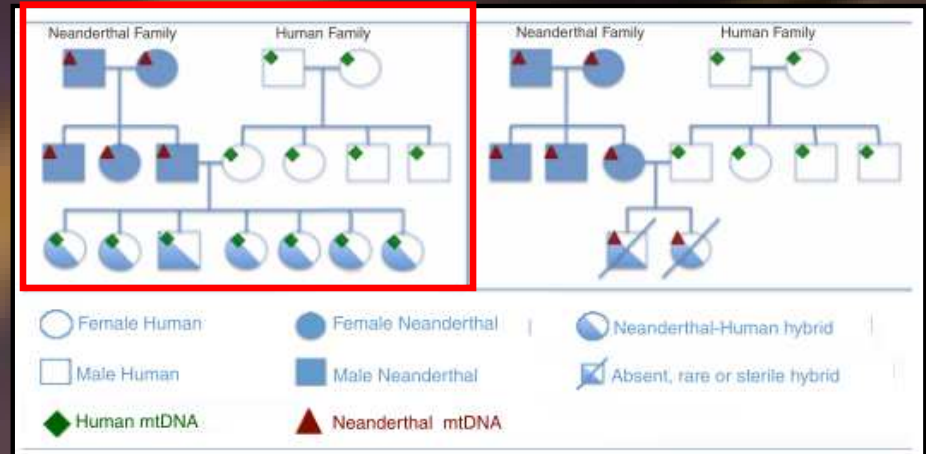 Neanderthal Family Human Family Neanderthal Family Human Family
Female Human Female Neanderthal Neanderthal-Human hybrid
Male Human Male Neanderthal Absent, rare or sterile hybrid
Human mtDNA Neanderthal mtDNA